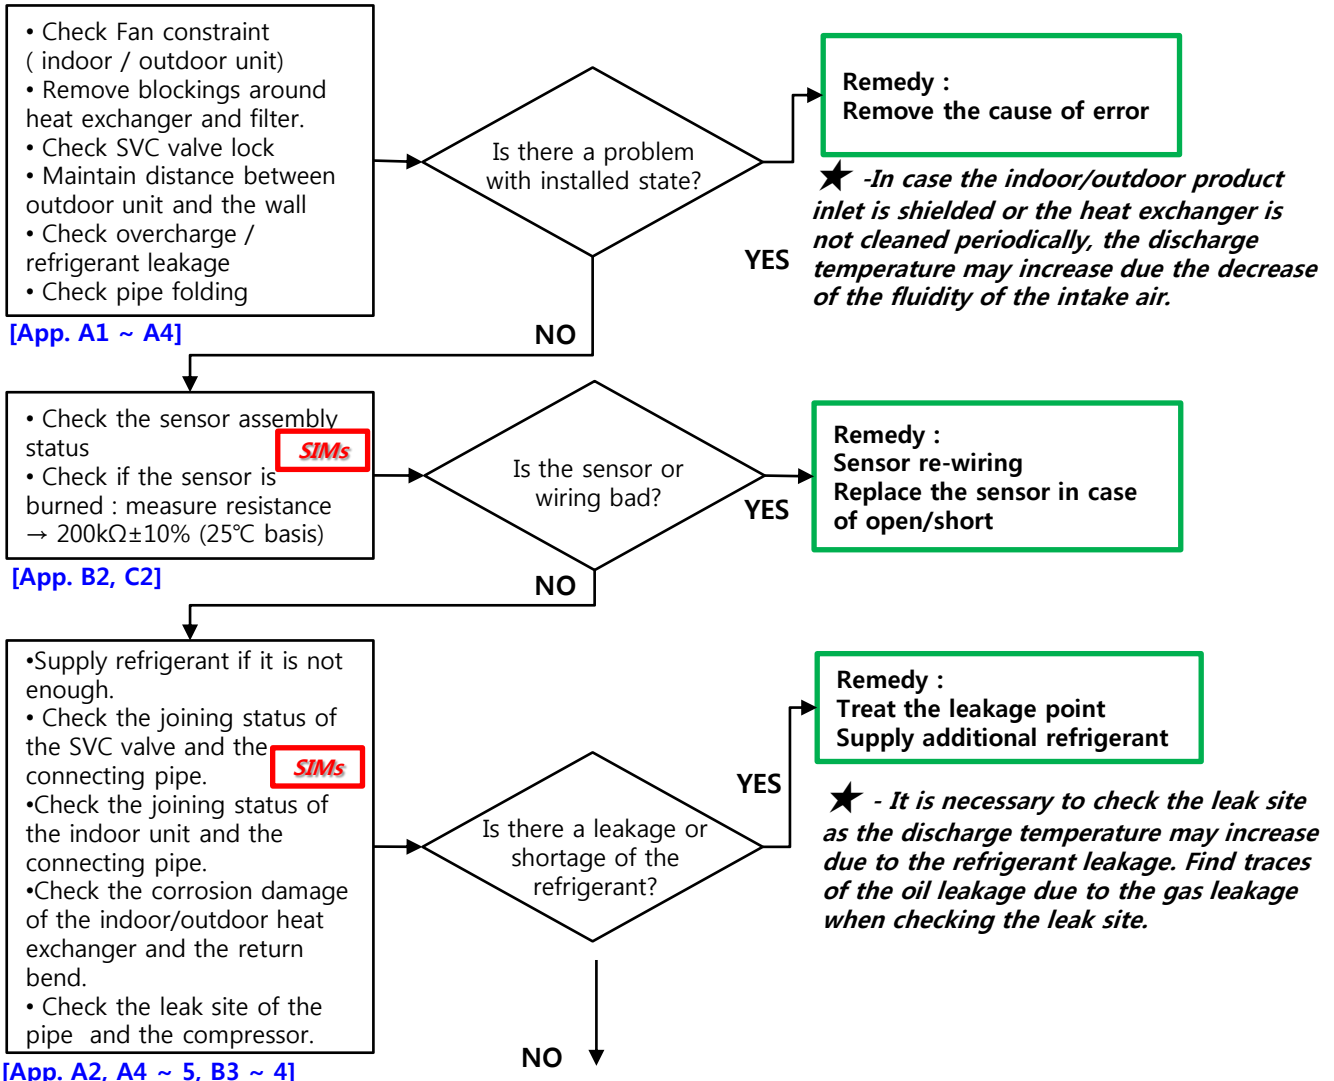 • Check Fan constraint
( indoor / outdoor unit)
• Remove blockings around
heat exchanger and filter.
• Check SVC valve lock
• Maintain distance between
outdoor unit and the wall
• Check overcharge /
refrigerant leakage
• Check pipe folding
[App. A1 ~ A4]
Is there a problem
with installed state?
YES
NO
Remedy :
Remove the cause of error
★ -In case the indoor/outdoor product
inlet is shielded or the heat exchanger is
not cleaned periodically, the discharge
temperature may increase due the decrease
of the fluidity of the intake air.
• Check the sensor assembly
status
SIMs
• Check if the sensor is
burned : measure resistance
→ 200kΩ±10% (25℃ basis)
[App. B2, C2]
Is the sensor or
wiring bad?
YES
NO
Remedy :
Sensor re-wiring
Replace the sensor in case
of open/short
•Supply refrigerant if it is not
enough.
• Check the joining status of
the SVC valve and the
connecting pipe.
SIMs
•Check the joining status of
the indoor unit and the
connecting pipe.
•Check the corrosion damage
of the indoor/outdoor heat
exchanger and the return
bend.
• Check the leak site of the
pipe and the compressor.
[App. A2, A4 ~ 5, B3 ~ 4]
Is there a leakage or
shortage of the
refrigerant?
YES
NO
Remedy :
Treat the leakage point
Supply additional refrigerant
★ - It is necessary to check the leak site
as the discharge temperature may increase
due to the refrigerant leakage. Find traces
of the oil leakage due to the gas leakage
when checking the leak site.